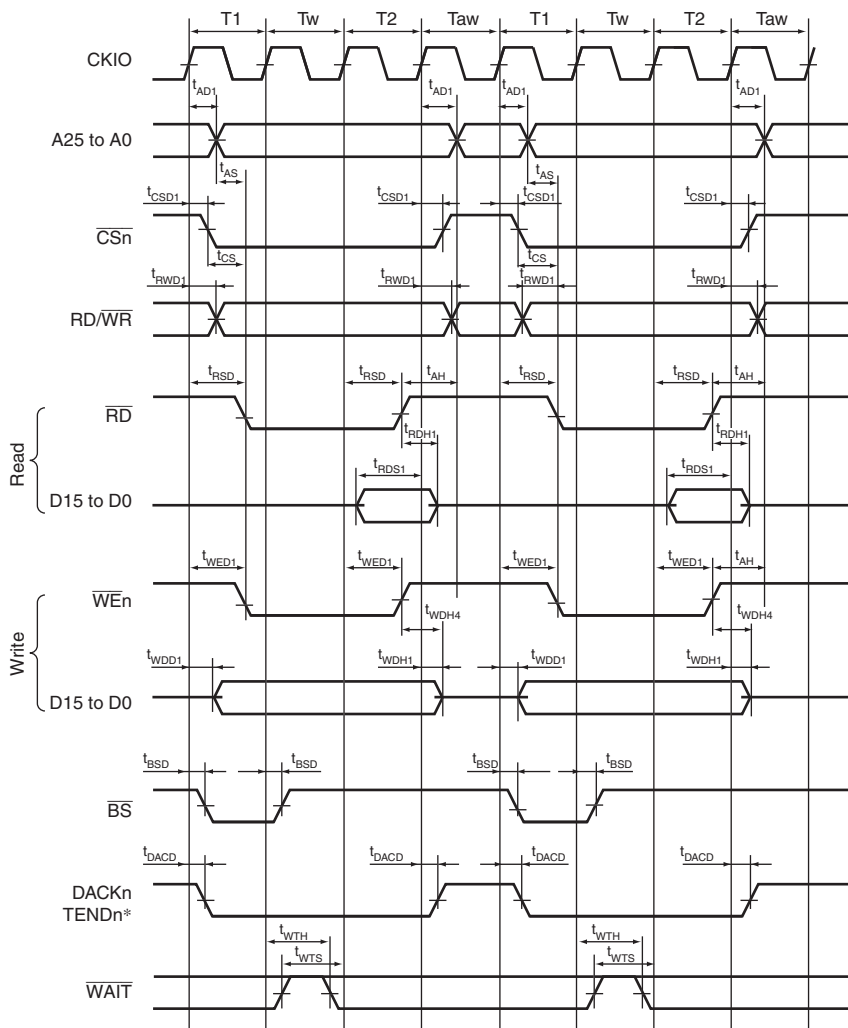 T1 Tw T2 Taw T1 Tw T2 Taw
CKIO
tAD1 tAD1 tAD1 tAD1
A25 to A0
tAS tAS
tCSD1 tCSD1 tCSD1 tCSD1
CSn
tCS tCS
tRWD1 tRWD1 tRWD1 tRWD1
RD/WR
tRSD tRSD tAH tRSD tRSD tAH
RD
tRDH1 tRDH1
Read
tRDS1 tRDS1
D15 to D0
tWED1 tWED1 tWED1 tWED1 tAH
WEn
tWDH4 tWDH4
Write
tWDD1 tWDH1 tWDD1 tWDH1
D15 to D0
tBSD tBSD tBSD tBSD
BS
tDACD tDACD tDACD tDACD
DACKn
TENDn*
tWTH tWTH
tWTS tWTS
WAIT